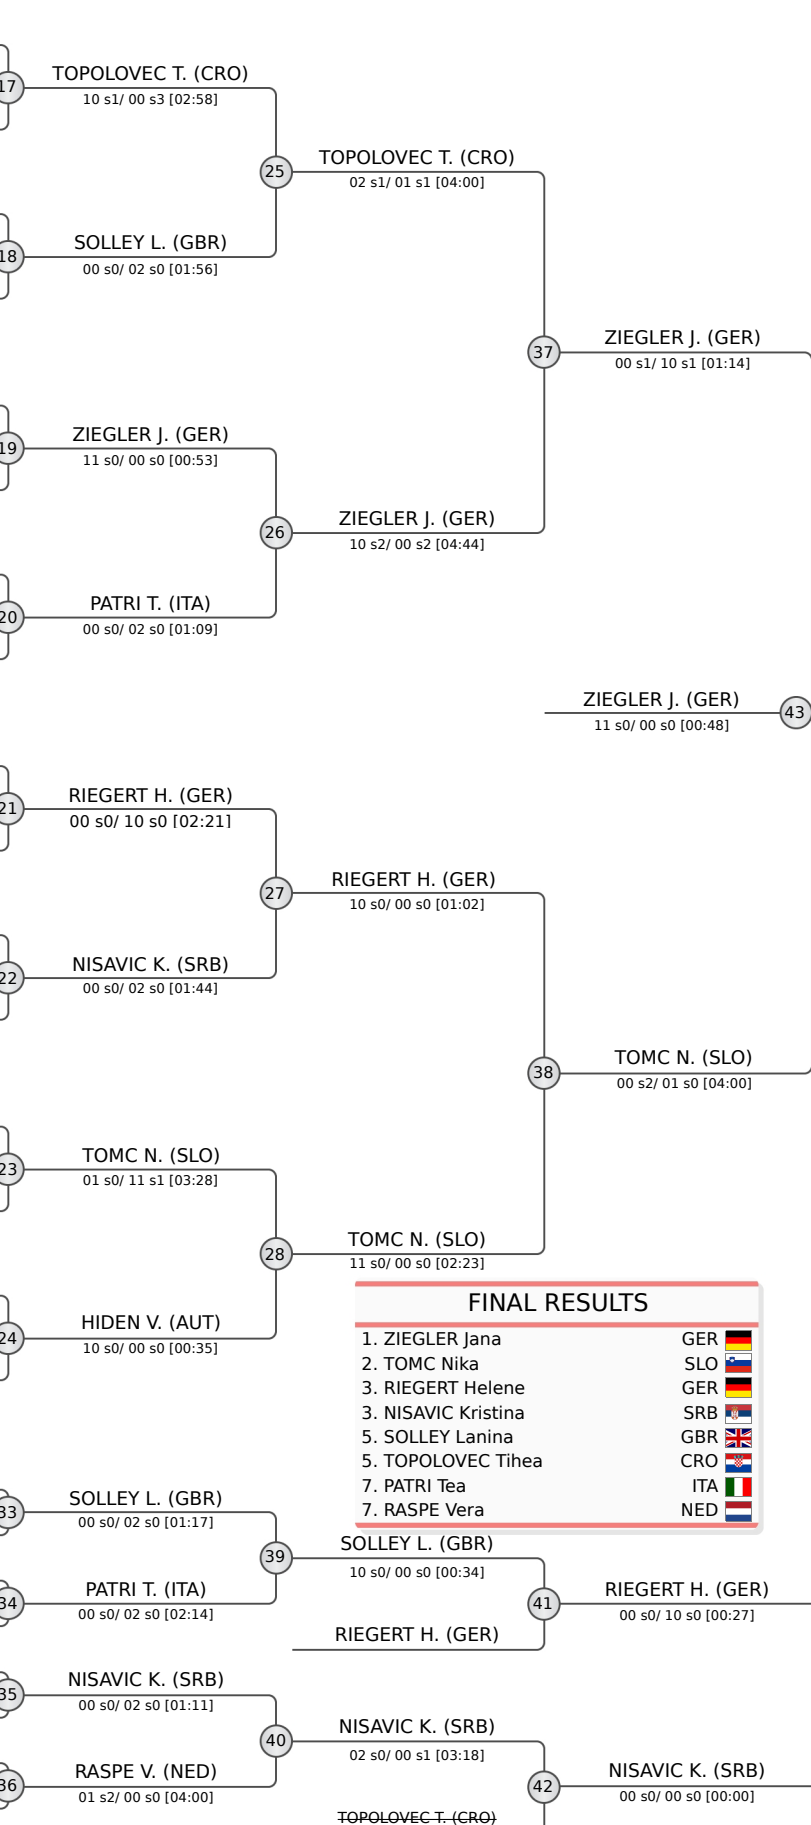 TOPOLOVEC T. (CRO)
17
10 s1/ 00 s3 [02:58]
TOPOLOVEC T. (CRO)
25
02 s1/ 01 s1 [04:00]
SOLLEY L. (GBR)
18
00 s0/ 02 s0 [01:56]
ZIEGLER J. (GER)
37
00 s1/ 10 s1 [01:14]
ZIEGLER J. (GER)
19
11 s0/ 00 s0 [00:53]
ZIEGLER J. (GER)
26
10 s2/ 00 s2 [04:44]
PATRI T. (ITA)
20
00 s0/ 02 s0 [01:09]
ZIEGLER J. (GER)
43
11 s0/ 00 s0 [00:48]
RIEGERT H. (GER)
21
00 s0/ 10 s0 [02:21]
RIEGERT H. (GER)
27
10 s0/ 00 s0 [01:02]
NISAVIC K. (SRB)
22
00 s0/ 02 s0 [01:44]
TOMC N. (SLO)
38
00 s2/ 01 s0 [04:00]
TOMC N. (SLO)
23
01 s0/ 11 s1 [03:28]
TOMC N. (SLO)
28
11 s0/ 00 s0 [02:23]
HIDEN V. (AUT)
24
10 s0/ 00 s0 [00:35]
FINAL RESULTS
1. ZIEGLER Jana GER
2. TOMC Nika SLO
3. RIEGERT Helene GER
3. NISAVIC Kristina SRB
5. SOLLEY Lanina GBR
5. TOPOLOVEC Tihea CRO
7. PATRI Tea ITA
7. RASPE Vera NED
SOLLEY L. (GBR)
33
00 s0/ 02 s0 [01:17]
SOLLEY L. (GBR)
39
10 s0/ 00 s0 [00:34]
PATRI T. (ITA)
34
00 s0/ 02 s0 [02:14]
RIEGERT H. (GER)
41
00 s0/ 10 s0 [00:27]
RIEGERT H. (GER)
NISAVIC K. (SRB)
35
00 s0/ 02 s0 [01:11]
NISAVIC K. (SRB)
40
02 s0/ 00 s1 [03:18]
RASPE V. (NED)
36
01 s2/ 00 s0 [04:00]
NISAVIC K. (SRB)
42
00 s0/ 00 s0 [00:00]
TOPOLOVEC T. (CRO)